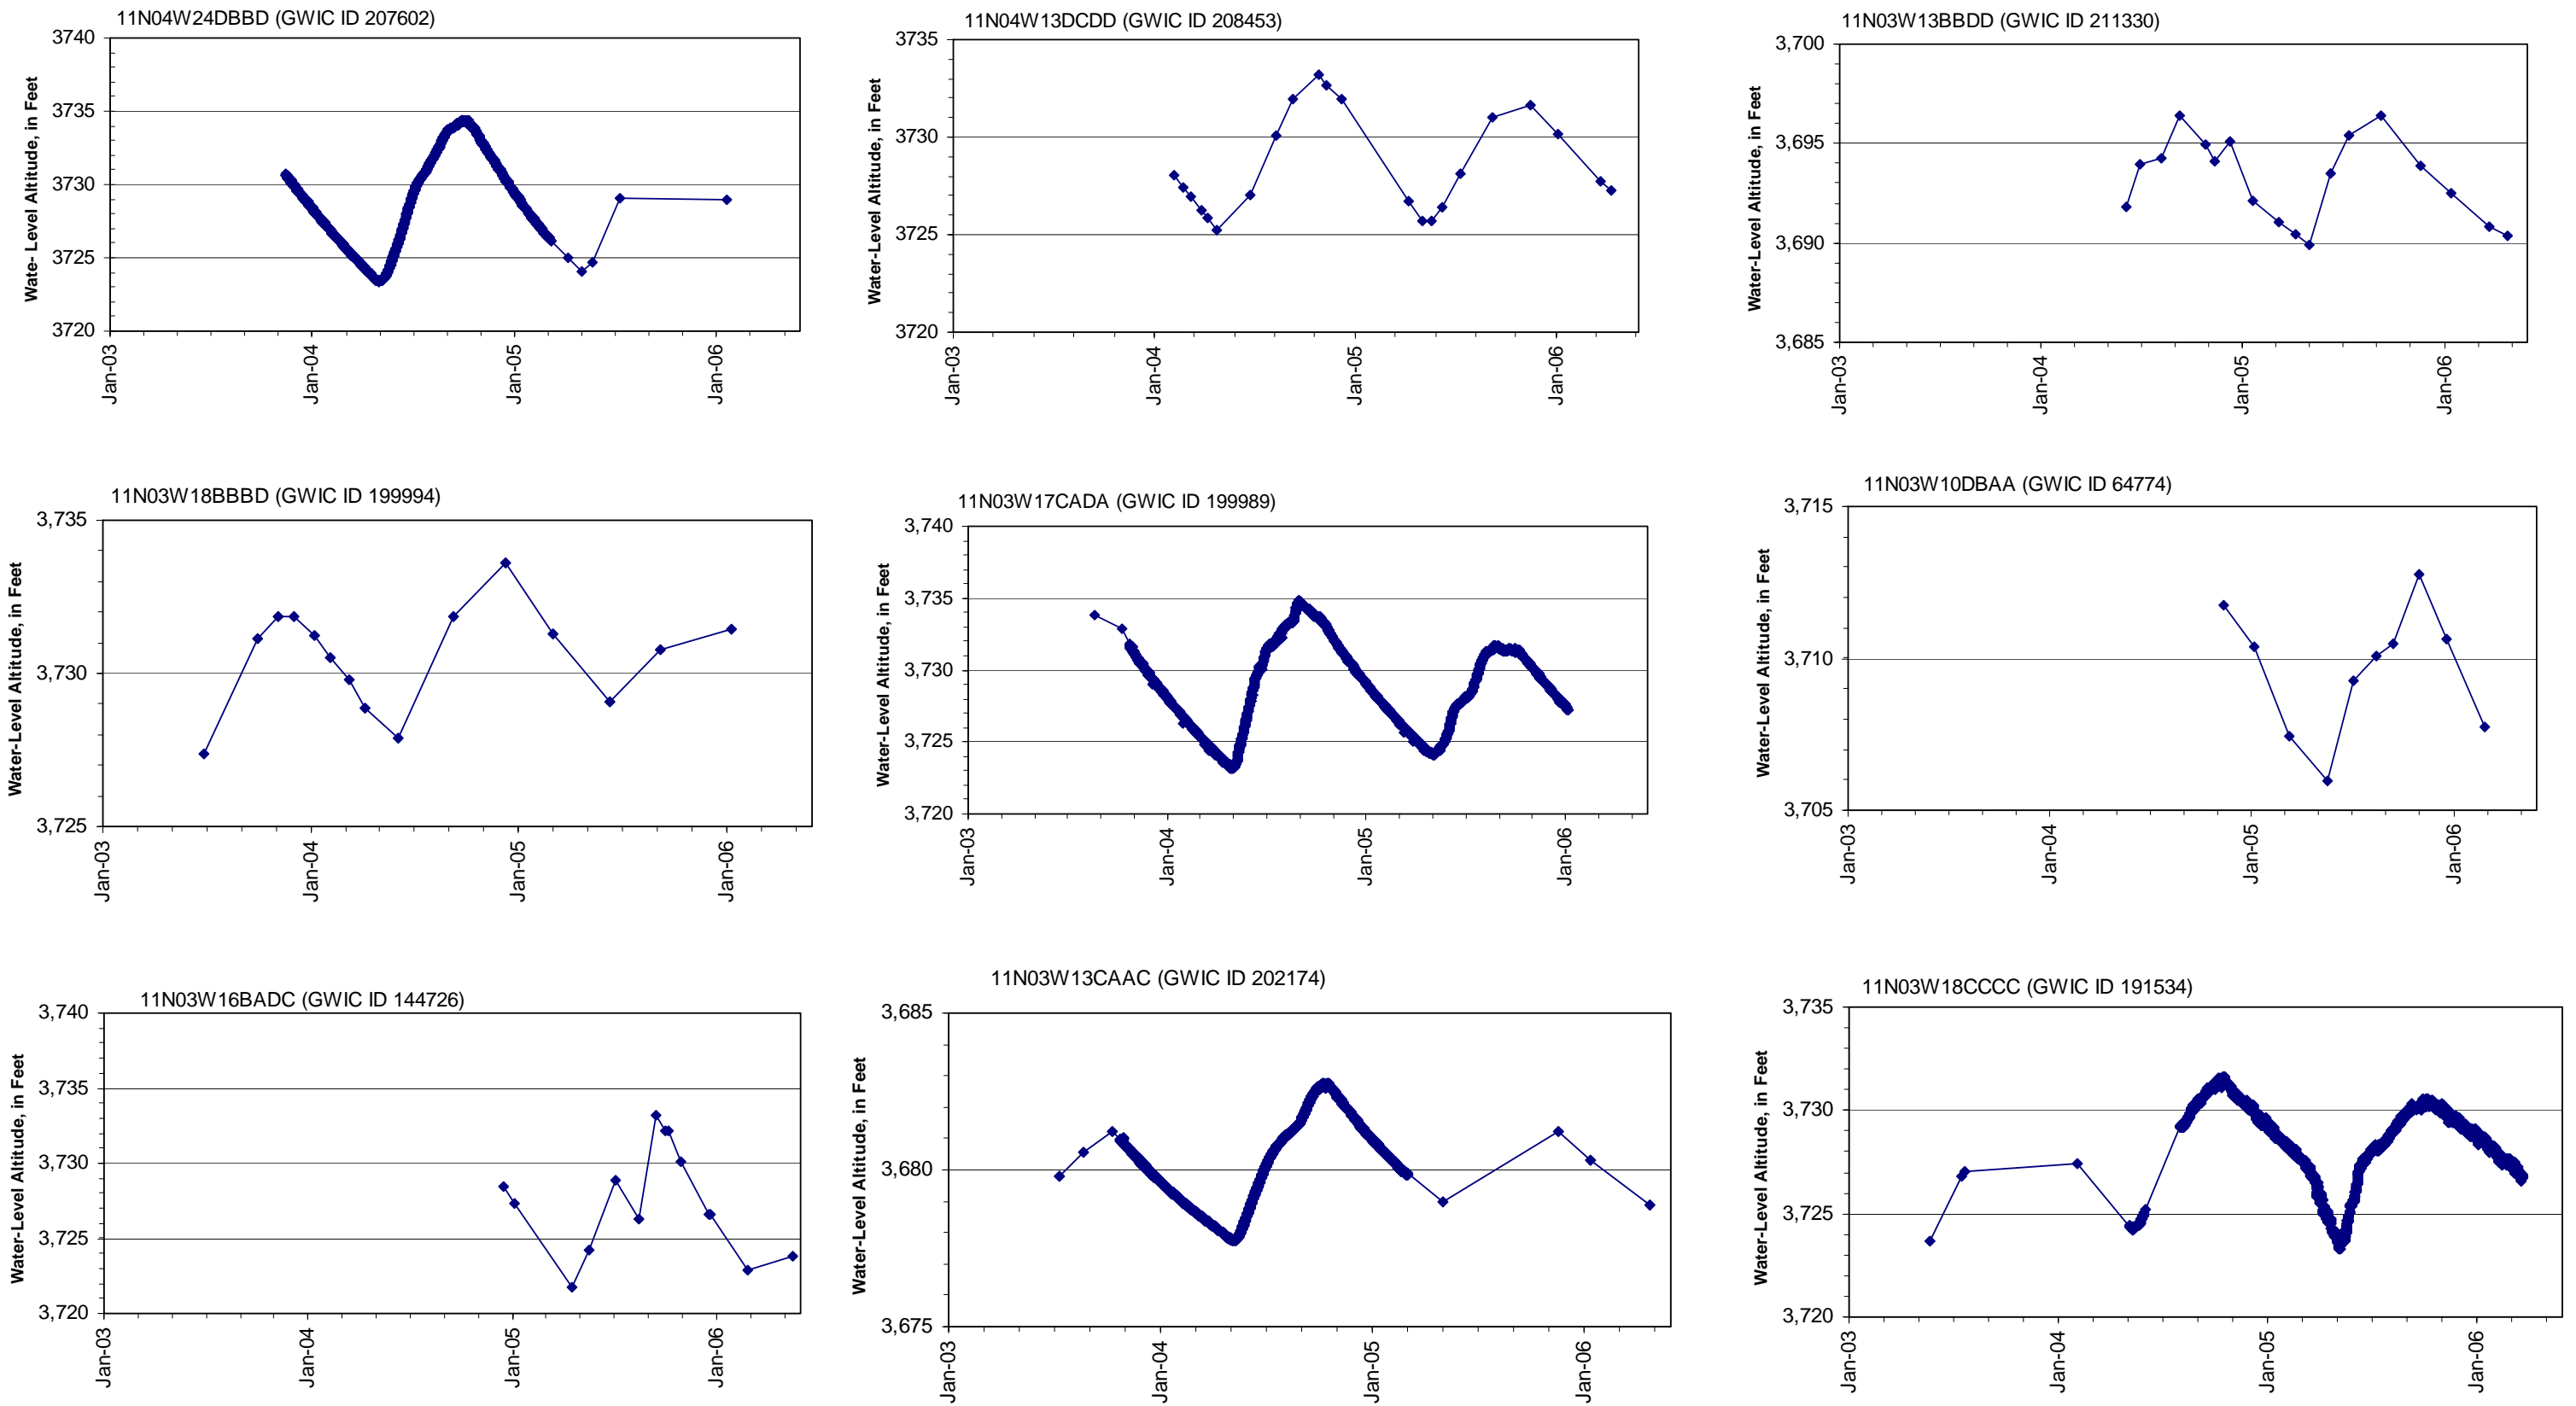 11N04W24DBBD (GWIC ID 207602)
Wate- Level Altitude, in Feet
3740
3735
3730
3725
3720
Jan-03
Jan-04
Jan-05
Jan-06
11N04W13DCDD (GWIC ID 208453)
Water-Level Altitude, in Feet
3735
3730
3725
3720
Jan-03
Jan-04
Jan-05
Jan-06
11N03W13BBDD (GWIC ID 211330)
Water-Level Altitude, in Feet
3,700
3,695
3,690
3,685
Jan-03
Jan-04
Jan-05
Jan-06
11N03W18BBBD (GWIC ID 199994)
Water-Level Altitude, in Feet
3,735
3,730
3,725
Jan-03
Jan-04
Jan-05
Jan-06
11N03W17CADA (GWIC ID 199989)
Water-Level Altitude, in Feet
3,740
3,735
3,730
3,725
3,720
Jan-03
Jan-04
Jan-05
Jan-06
11N03W10DBAA (GWIC ID 64774)
Water-Level Altitude, in Feet
3,715
3,710
3,705
Jan-03
Jan-04
Jan-05
Jan-06
11N03W16BADC (GWIC ID 144726)
Water-Level Altitude, in Feet
3,740
3,735
3,730
3,725
3,720
Jan-03
Jan-04
Jan-05
Jan-06
11N03W13CAAC (GWIC ID 202174)
Water-Level Altitude, in Feet
3,685
3,680
3,675
Jan-03
Jan-04
Jan-05
Jan-06
11N03W18CCCC (GWIC ID 191534)
Water-Level Altitude, in Feet
3,735
3,730
3,725
3,720
Jan-03
Jan-04
Jan-05
Jan-06